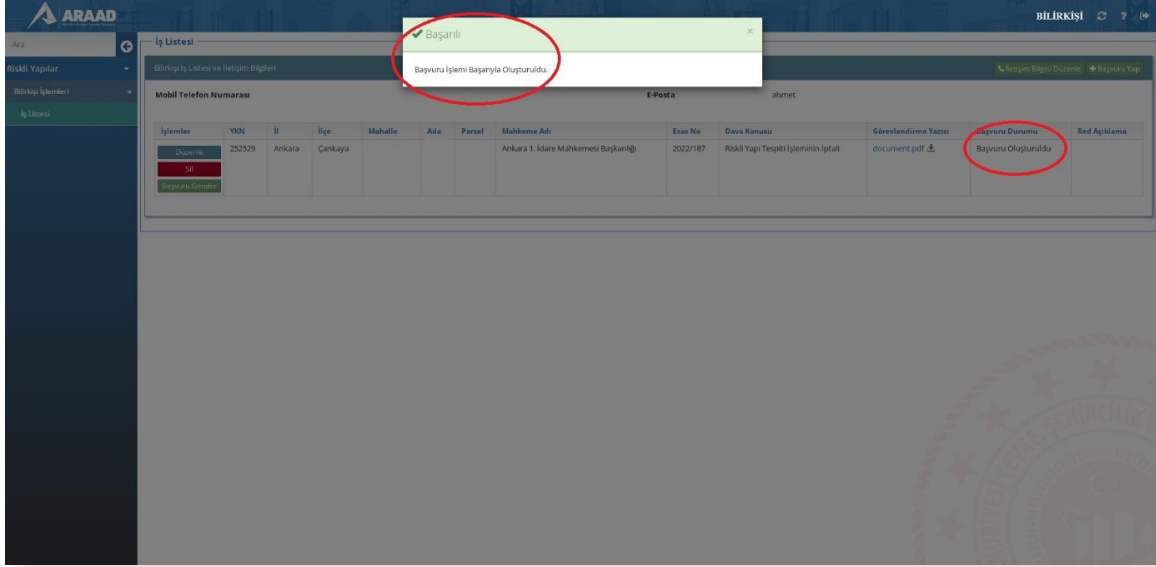 ARAAD
BİLİRKİŞİ
?
Ara
İş Listesi
Başarılı
×
Başvuru İşlemi Başarıyla Oluşturuldu.
Riskli Yapılar
Bilirkişi İşlemleri
İş Listesi
Bilirkişi İş Listesi ve İletişim Bilgileri
İletişim Bilgisi Düzenle
Başvuru Yap
Mobil Telefon Numarası E-Posta ahmet
İşlemler YKN İl İlçe Mahalle Ada Parsel Mahkeme Adı Esas No Dava Konusu Görevlendirme Yazısı Başvuru Durumu Red Açıklama
Düzenle 252529 Ankara Çankaya Ankara 1. İdare Mahkemesi Başkanlığı 2022/187 Riskli Yapı Tespiti İşleminin İptali document.pdf Başvuru Oluşturuldu
Sil
Başvuru Gönder